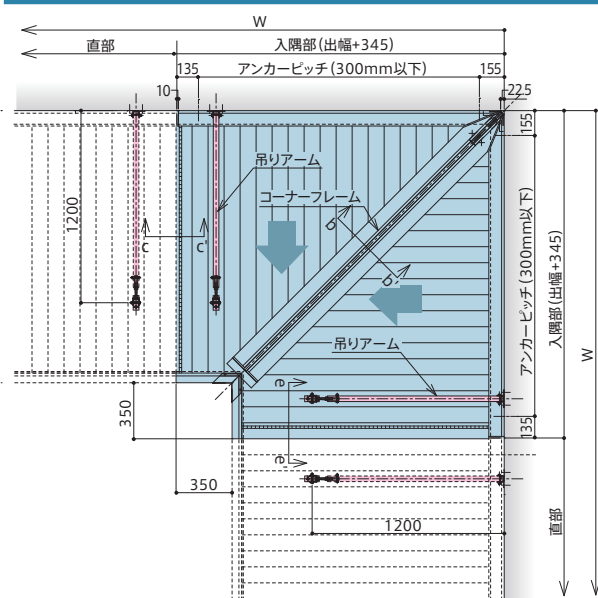 W
直部
入隅部(出幅+345)
135
アンカーピッチ(300mm以下)
155
10
22.5
155
吊りアーム
コーナーフレーム
1200
c
c'
b
b'
アンカーピッチ(300mm以下)
入隅部(出幅+345)
W
吊りアーム
e
e'
350
135
350
1200
直部